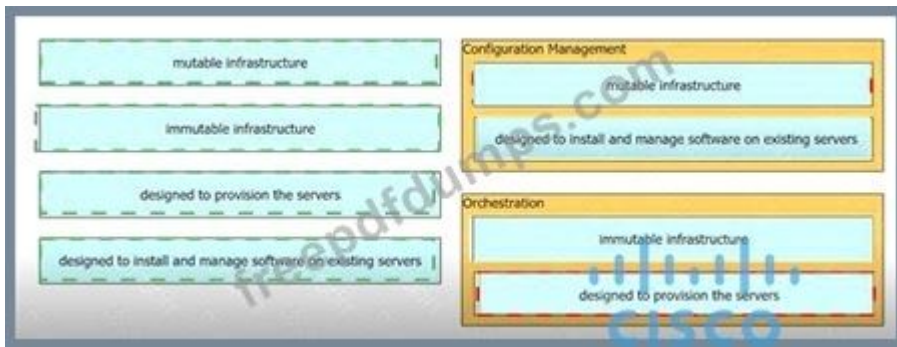 mutable infrastructure
immutable infrastructure
designed to provision the servers
designed to install and manage software on existing servers
Configuration Management
mutable infrastructure
designed to install and manage software on existing servers
Orchestration
immutable infrastructure
designed to provision the servers
freepdfdumps.com
CISCO